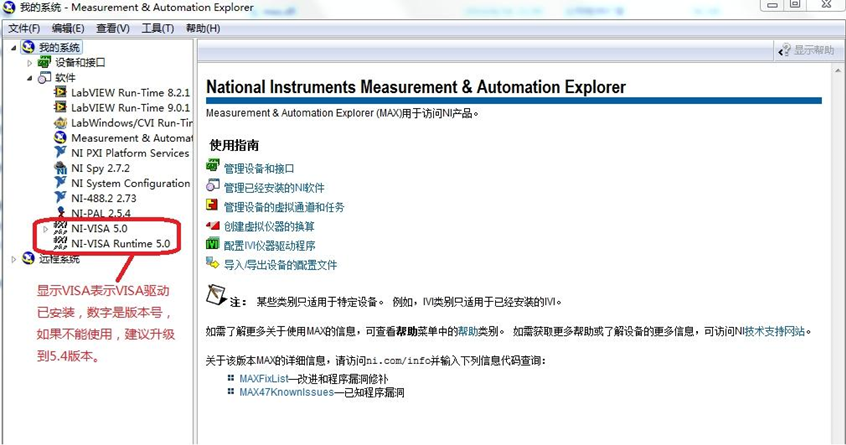 我的系统 - Measurement & Automation Explorer
文件(F) 编辑(E) 查看(V) 工具(T) 帮助(H)
显示帮助
我的系统
设备和接口
软件
LabVIEW Run-Time 8.2.1
LabVIEW Run-Time 9.0.1
LabWindows/CVI Run-Tin
Measurement & Automat
NI PXI Platform Services
NI Spy 2.7.2
NI System Configuration
NI-488.2 2.73
NI-PAL 2.5.4
NI-VISA 5.0
NI-VISA Runtime 5.0
远程系统
显示VISA表示VISA驱动
已安装，数字是版本号，
如果不能使用，建议升级
到5.4版本。
National Instruments Measurement & Automation Explorer
Measurement & Automation Explorer (MAX)用于访问NI产品。
使用指南
管理设备和接口
管理已经安装的NI软件
管理设备的虚拟通道和任务
创建虚拟仪器的换算
配置IVI仪器驱动程序
导入/导出设备的配置文件
注： 某些类别只适用于特定设备。 例如，IVI类别只适用于已经安装的IVI。
如需了解更多关于使用MAX的信息，可查看帮助菜单中的帮助类别。 如需获取更多帮助或了解设备的更多信息，可访问NI技术支持网站。
关于该版本MAX的详细信息，请访问ni.com/info并输入下列信息代码查询：
MAXFixList—改进和程序漏洞修补
MAX47KnownIssues—已知程序漏洞